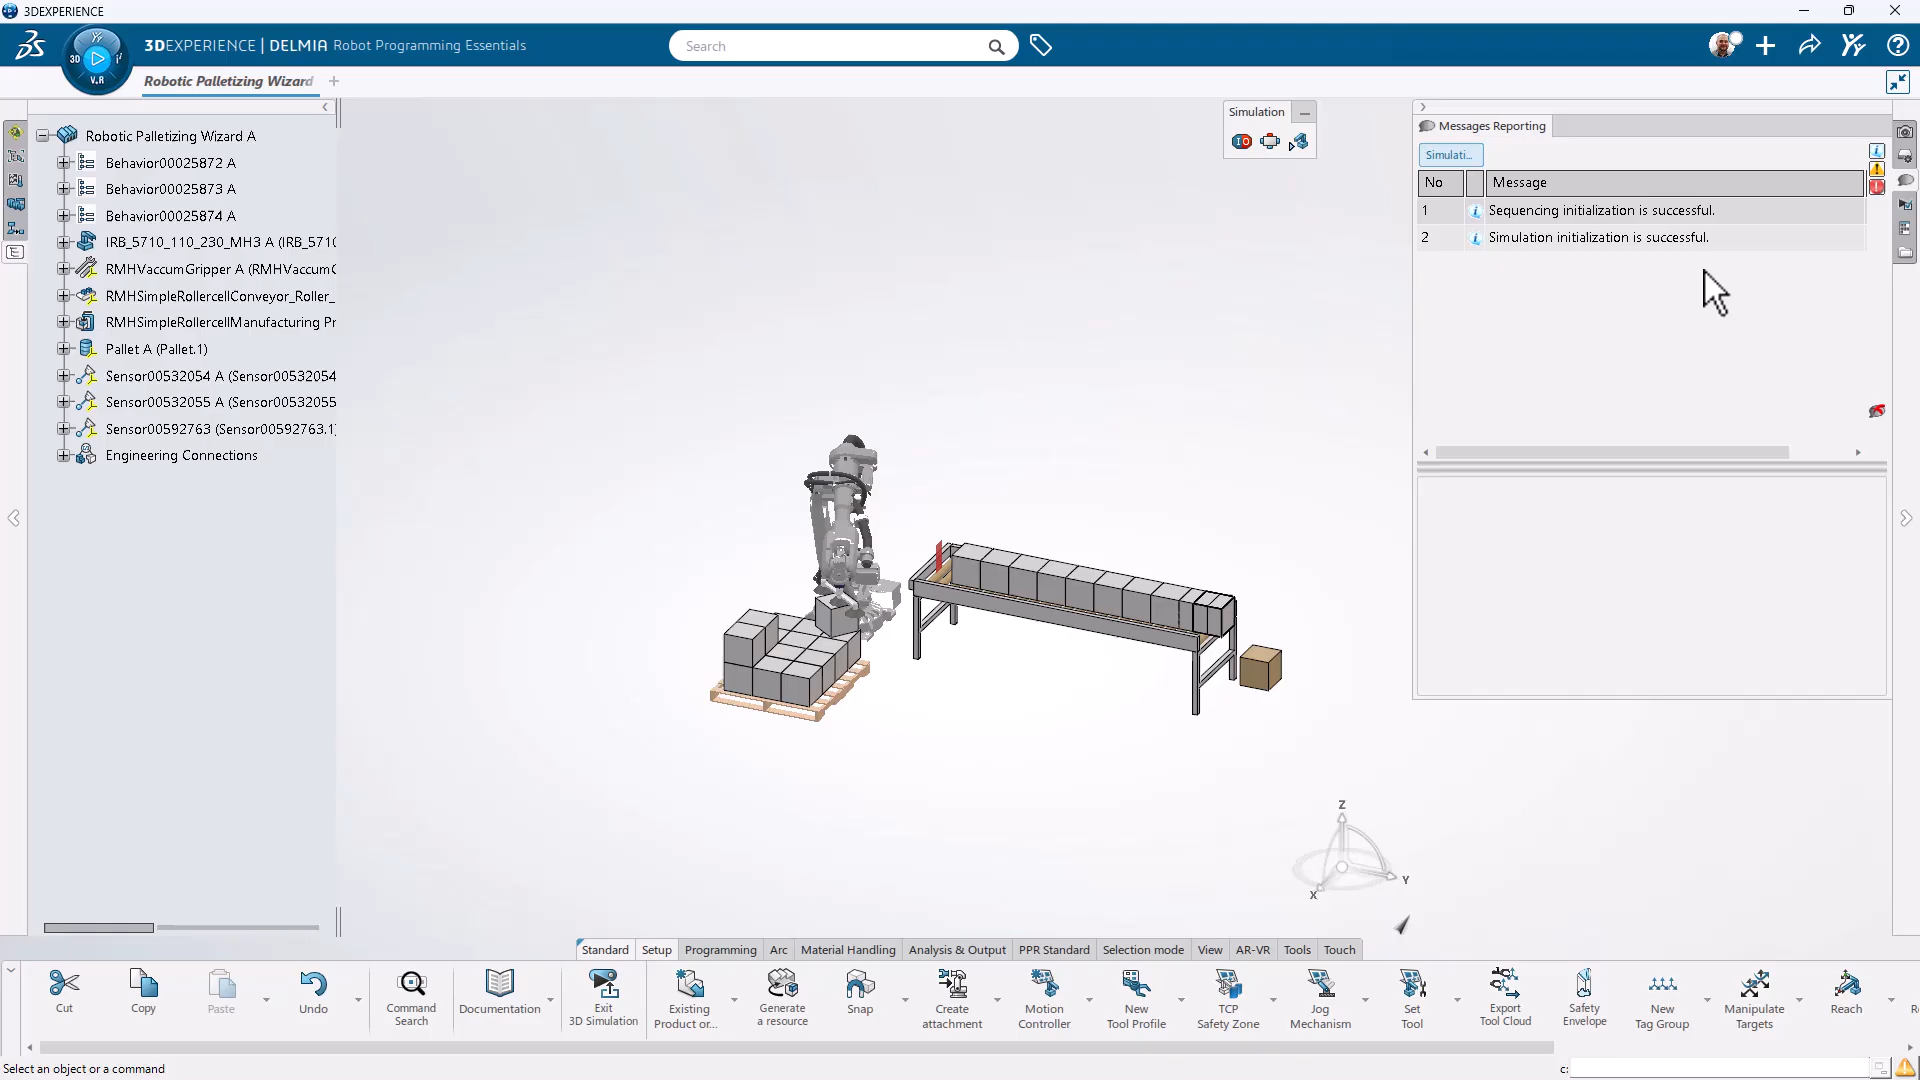 3DEXPERIENCE
3DEXPERIENCE | DELMIA Robot Programming Essentials
Search
3D
V.R
Robotic Palletizing Wizard
Simulation
Messages Reporting
Robotic Palletizing Wizard A
Behavior00025872 A
Behavior00025873 A
Behavior00025874 A
IRB_5710_110_230_MH3 A (IRB_571
RMHVaccumGripper A (RMHVaccum
RMHSimpleRollercellConveyor_Roller_
RMHSimpleRollercellManufacturing Pr
Pallet A (Pallet.1)
Sensor00532054 A (Sensor00532054
Sensor00532055 A (Sensor00532055
Sensor00592763 (Sensor00592763.1
Engineering Connections
Simulati...
No Message
1 Sequencing initialization is successful.
2 Simulation initialization is successful.
Z
Y
X
Standard Setup Programming Arc Material Handling Analysis & Output PPR Standard Selection mode View AR-VR Tools Touch
Cut
Copy
Paste
Undo
Command
Search
Documentation
Exit
3D Simulation
Existing
Product or...
Generate
a resource
Snap
Create
attachment
Motion
Controller
New
Tool Profile
TCP
Safety Zone
Jog
Mechanism
Set
Tool
Export
Tool Cloud
Safety
Envelope
New
Tag Group
Manipulate
Targets
Reach
Select an object or a command
c: